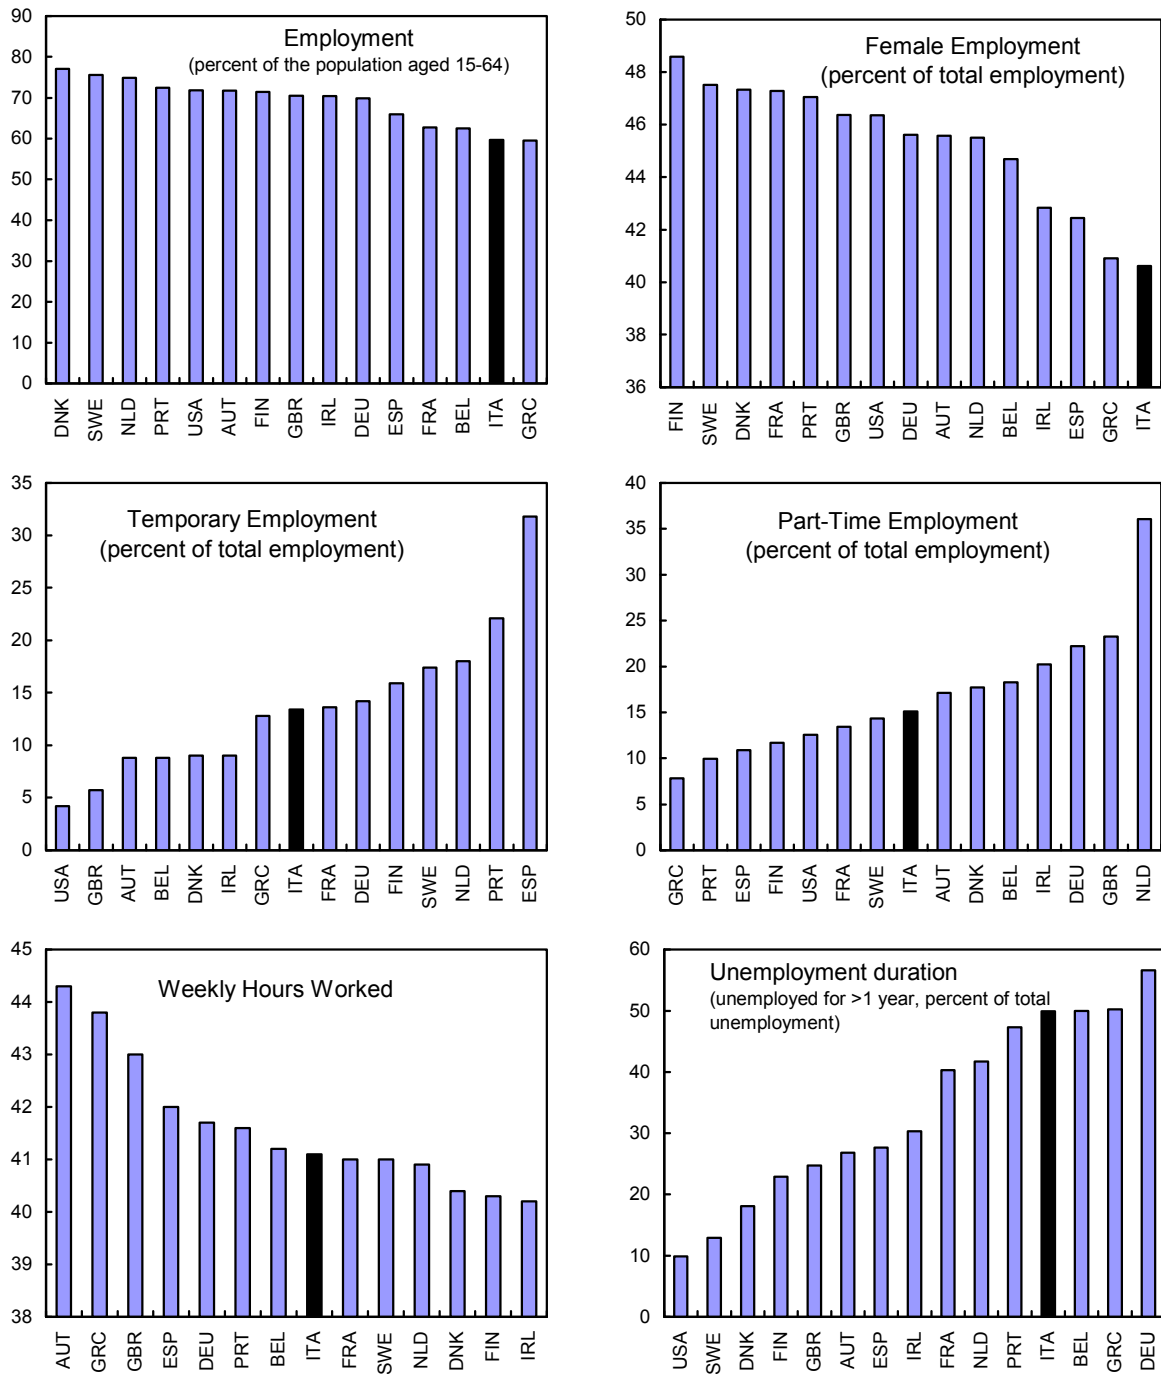 Employment
(percent of the population aged 15-64)
90
80
70
60
50
40
30
20
10
0
DNK SWE NLD PRT USA AUT FIN GBR IRL DEU ESP FRA BEL ITA GRC
Female Employment
(percent of total employment)
50
48
46
44
42
40
38
36
FIN SWE DNK FRA PRT GBR USA DEU AUT NLD BEL IRL ESP GRC ITA
Temporary Employment
(percent of total employment)
35
30
25
20
15
10
5
0
USA GBR AUT BEL DNK IRL GRC ITA FRA DEU FIN SWE NLD PRT ESP
Part-Time Employment
(percent of total employment)
40
35
30
25
20
15
10
5
0
GRC PRT ESP FIN USA FRA SWE ITA AUT DNK BEL IRL DEU GBR NLD
Weekly Hours Worked
45
44
43
42
41
40
39
38
AUT GRC GBR ESP DEU PRT BEL ITA FRA SWE NLD DNK FIN IRL
Unemployment duration
(unemployed for >1 year, percent of total
unemployment)
60
50
40
30
20
10
0
USA SWE DNK FIN GBR AUT ESP IRL FRA NLD PRT ITA BEL GRC DEU